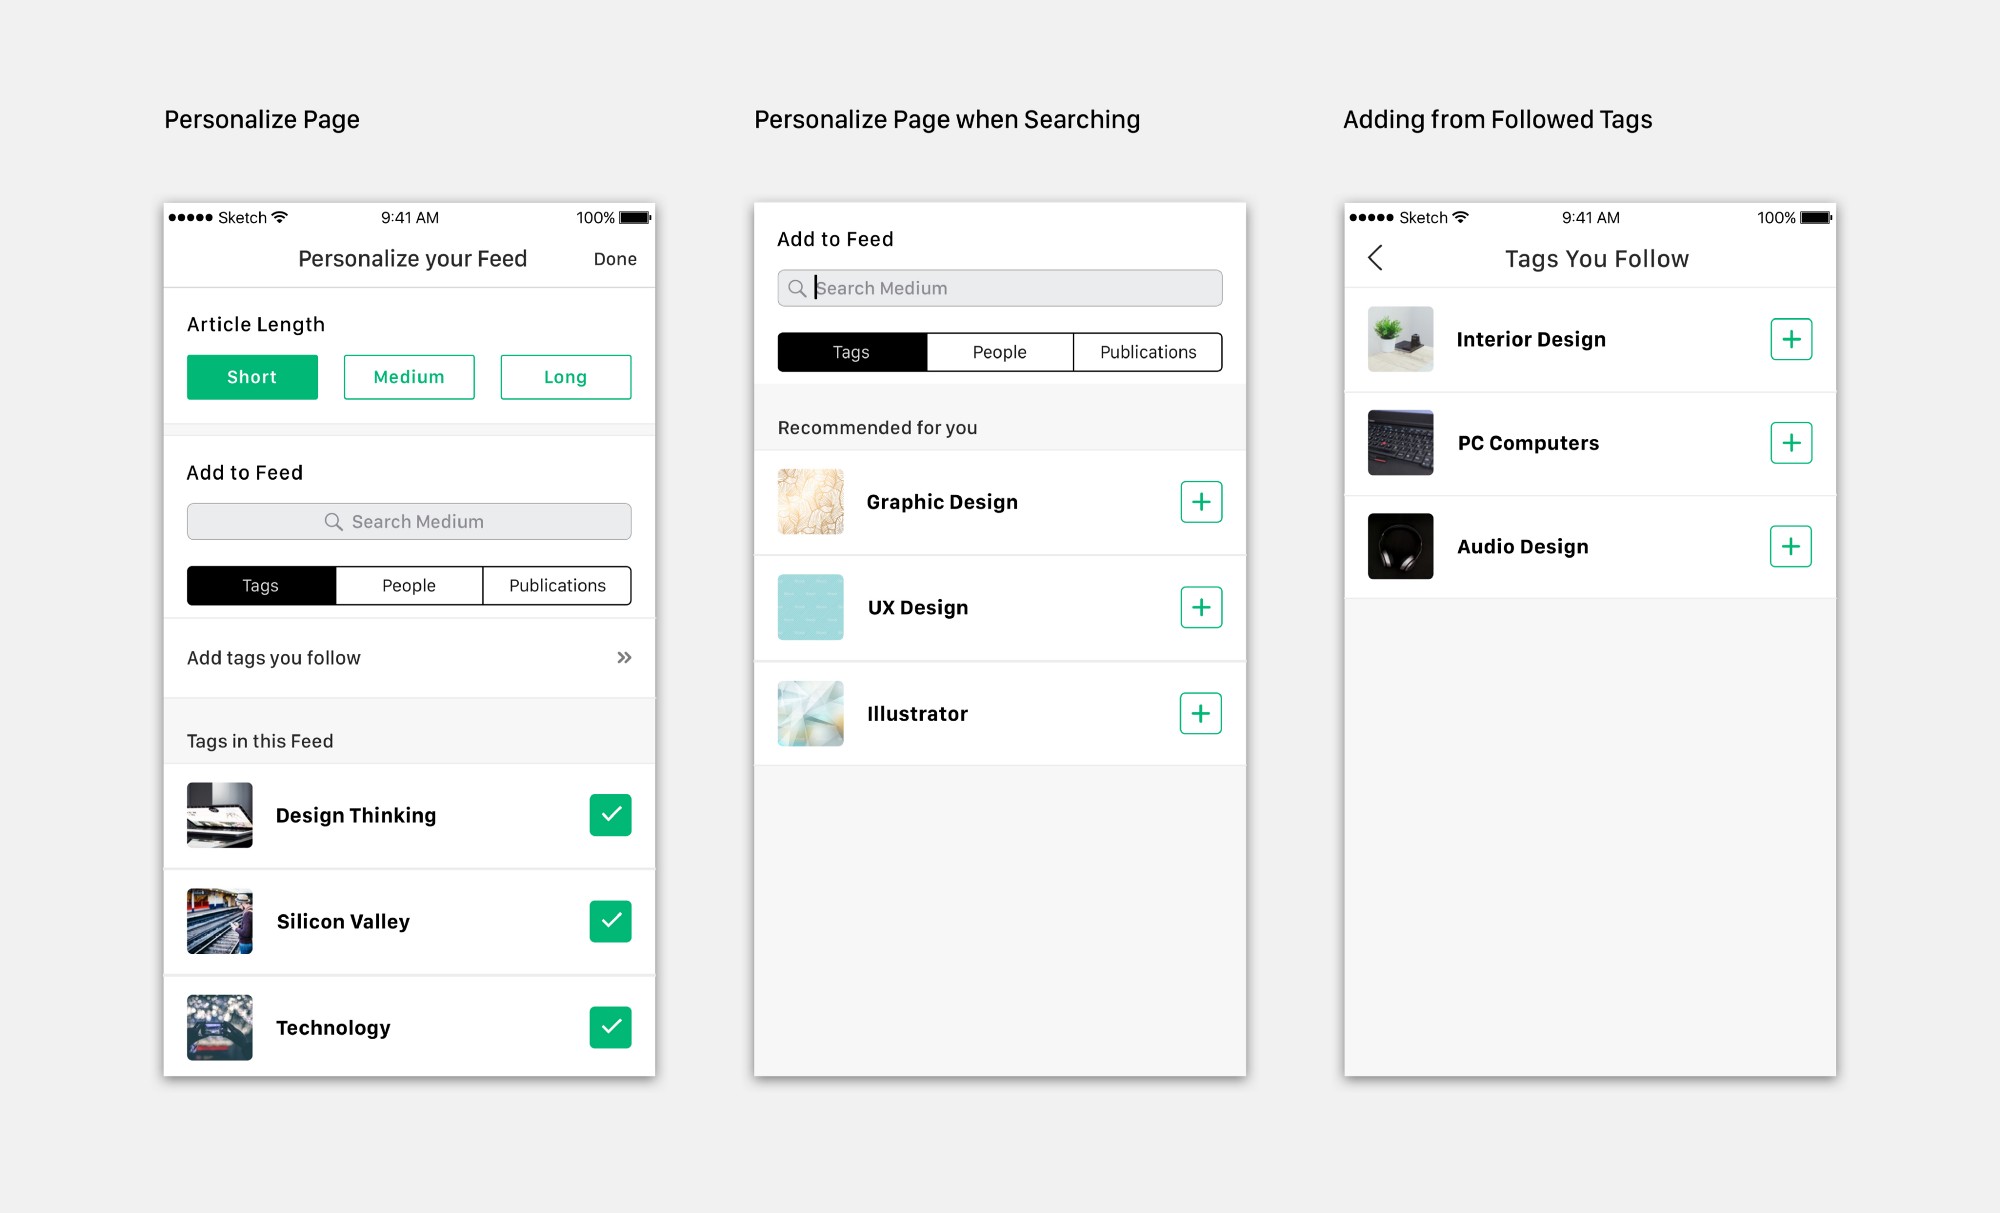 Personalize Page
Sketch 9:41 AM 100%
Personalize your Feed Done
Article Length
Short Medium Long
Add to Feed
Search Medium
Tags People Publications
Add tags you follow »
Tags in this Feed
Design Thinking
Silicon Valley
Technology
Personalize Page when Searching
Add to Feed
Search Medium
Tags People Publications
Recommended for you
Graphic Design
UX Design
Illustrator
Adding from Followed Tags
Sketch 9:41 AM 100%
Tags You Follow
Interior Design
PC Computers
Audio Design